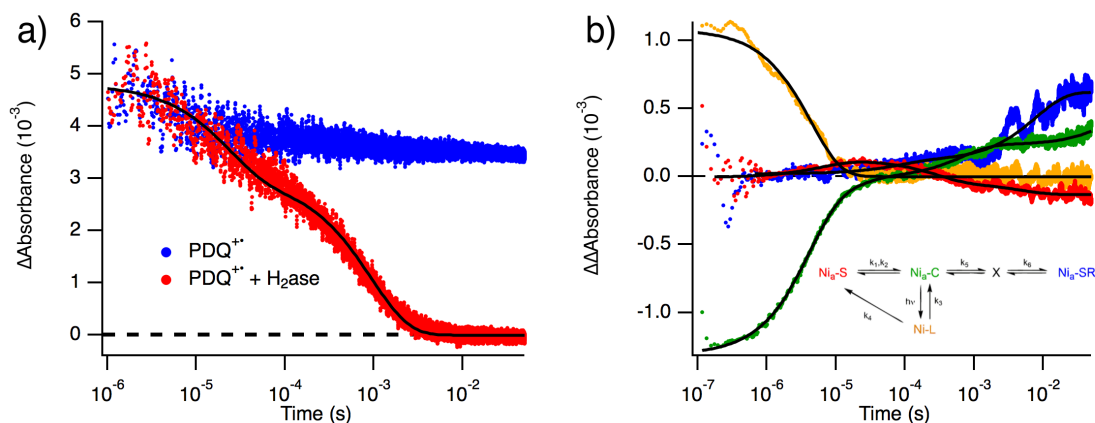 a)
ΔAbsorbance (10⁻³)
6
5
4
3
2
1
0
PDQ⁺•
PDQ⁺• + H₂ase
10⁻⁶
10⁻⁵
10⁻⁴
10⁻³
10⁻²
Time (s)
b)
ΔΔAbsorbance (10⁻³)
1.0
0.5
0.0
-0.5
-1.0
Niₐ-S
k₁,k₂
Niₐ-C
k₅
X
k₆
Niₐ-SR
hν
k₃
k₄
Ni-L
10⁻⁷
10⁻⁶
10⁻⁵
10⁻⁴
10⁻³
10⁻²
Time (s)